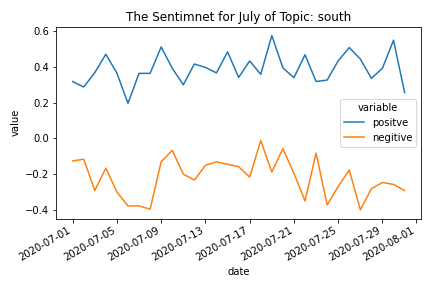 The Sentimnet for July of Topic: south
value
0.6
0.4
0.2
0.0
−0.2
−0.4
variable
positve
negitive
2020-07-01
2020-07-05
2020-07-09
2020-07-13
2020-07-17
2020-07-21
2020-07-25
2020-07-29
2020-08-01
date